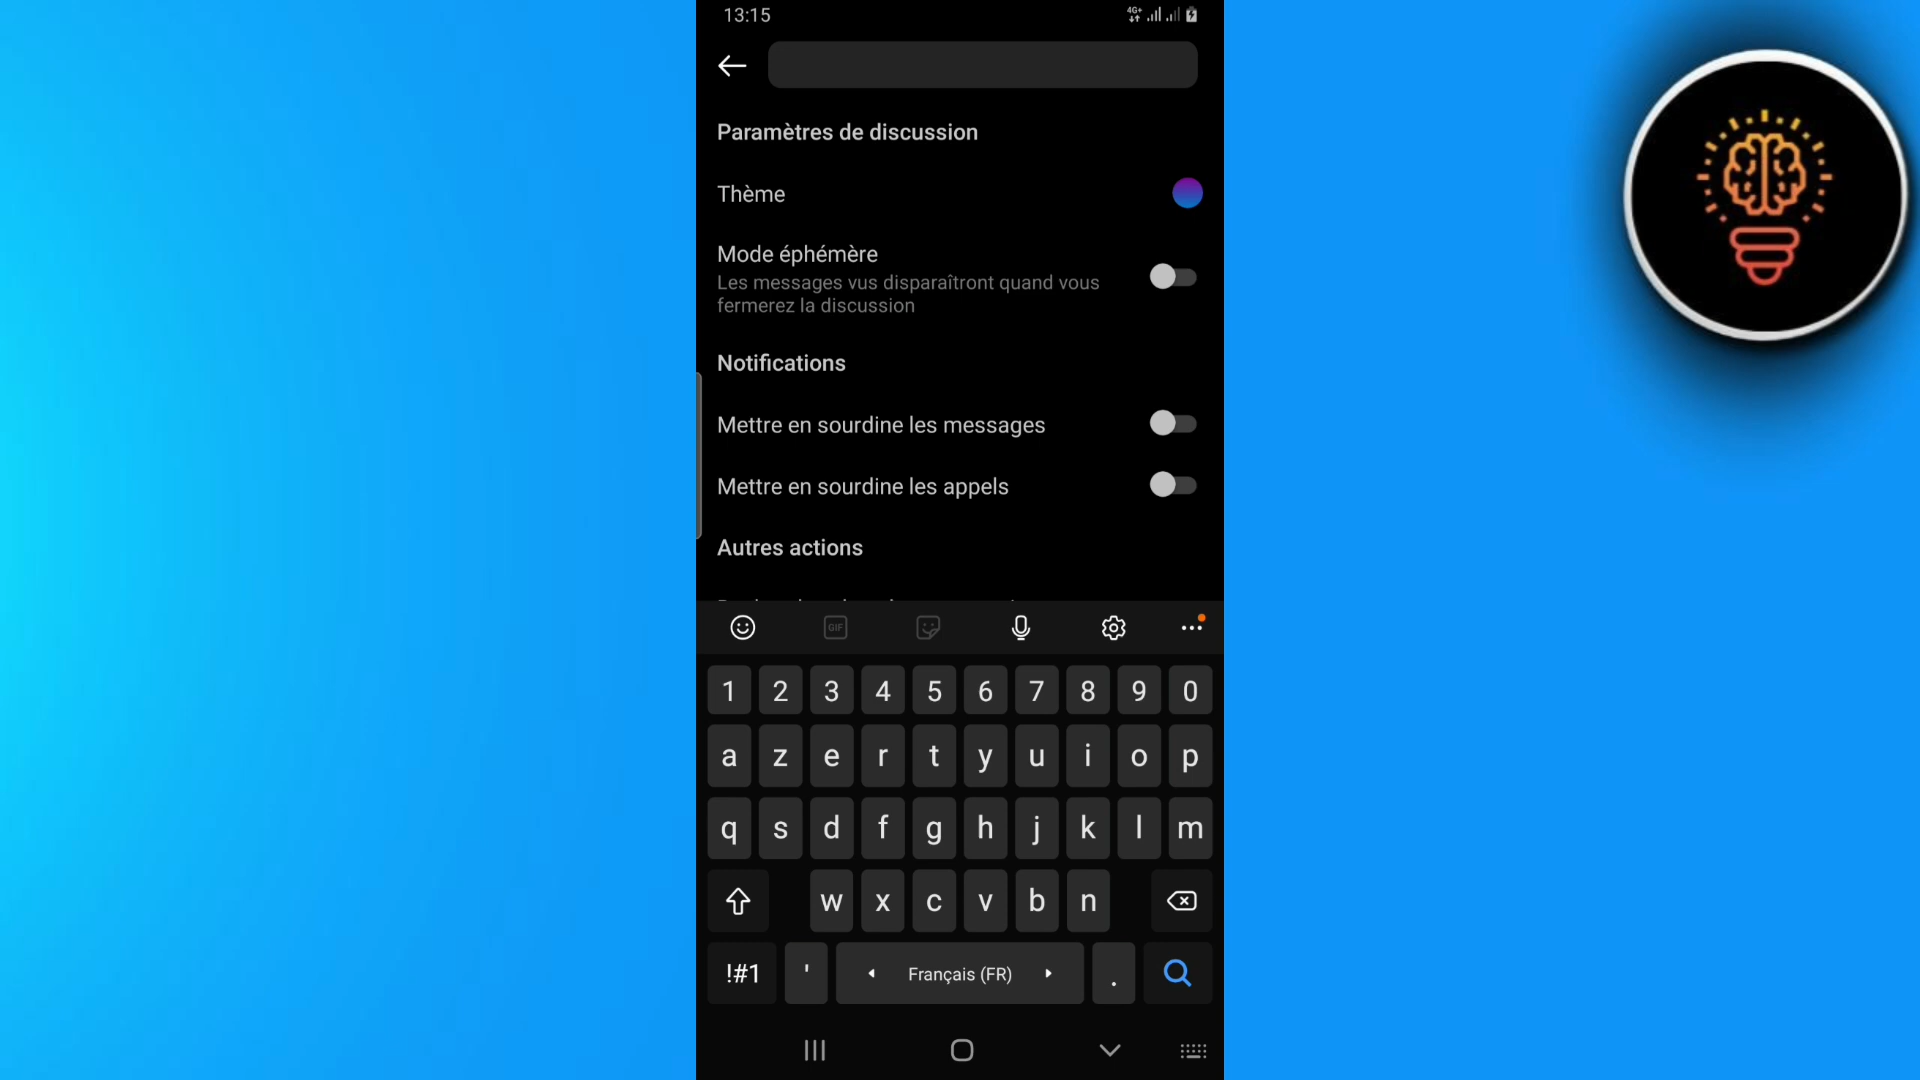 13:15
4G+
Paramètres de discussion
Thème
Mode éphémère
Les messages vus disparaîtront quand vous
fermerez la discussion
Notifications
Mettre en sourdine les messages
Mettre en sourdine les appels
Autres actions
GIF
1 2 3 4 5 6 7 8 9 0
a z e r t y u i o p
q s d f g h j k l m
w x c v b n
!#1 ' Français (FR) .